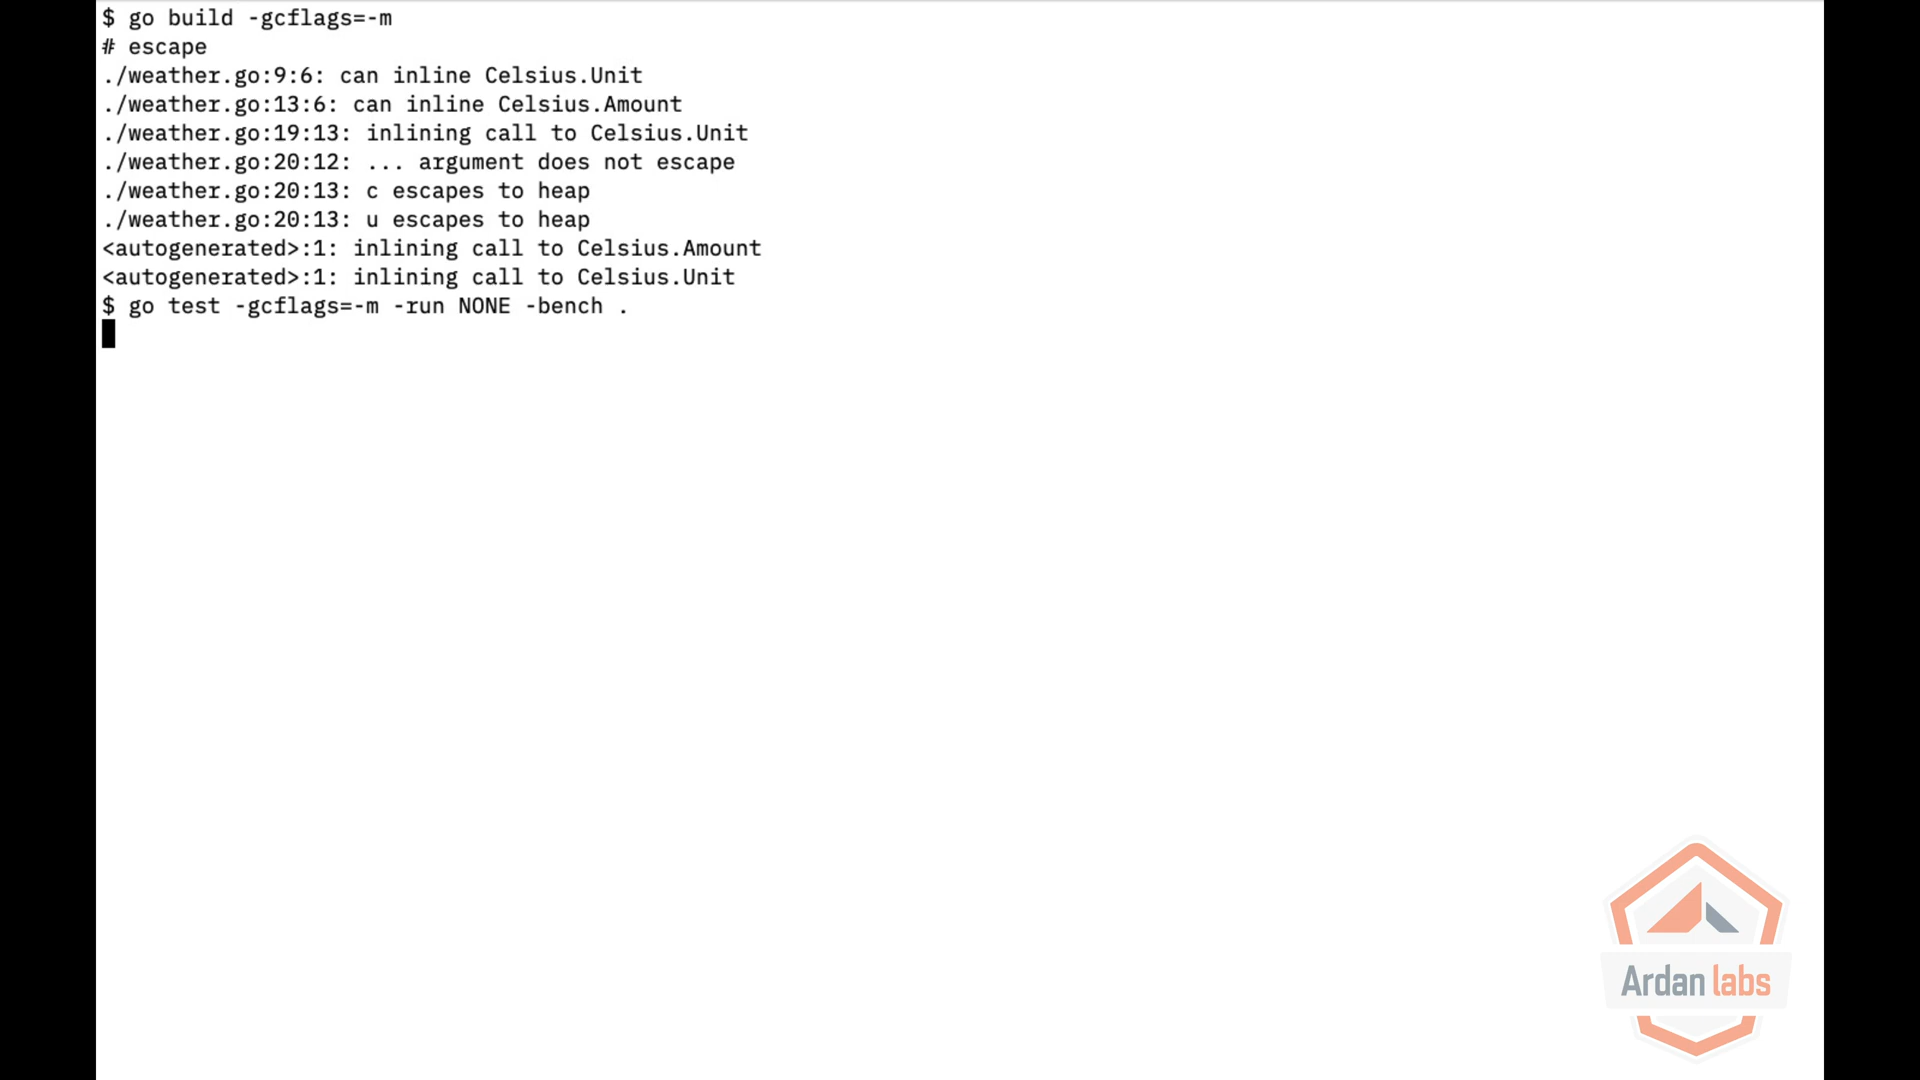 $ go build -gcflags=-m
# escape
./weather.go:9:6: can inline Celsius.Unit
./weather.go:13:6: can inline Celsius.Amount
./weather.go:19:13: inlining call to Celsius.Unit
./weather.go:20:12: ... argument does not escape
./weather.go:20:13: c escapes to heap
./weather.go:20:13: u escapes to heap
<autogenerated>:1: inlining call to Celsius.Amount
<autogenerated>:1: inlining call to Celsius.Unit
$ go test -gcflags=-m -run NONE -bench .
Ardan labs